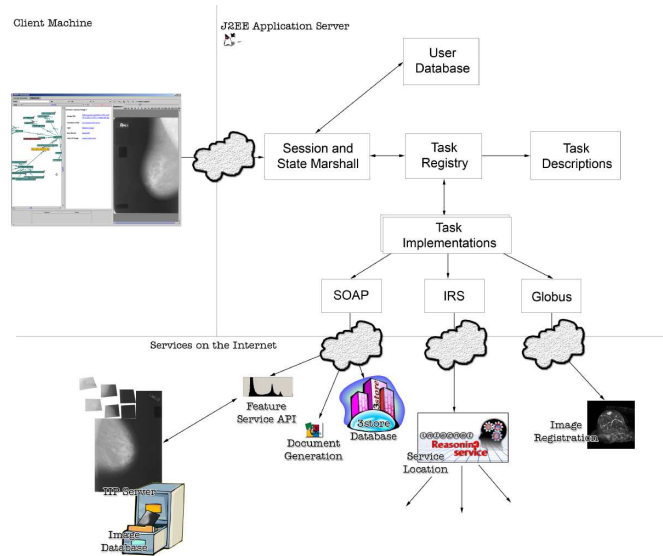 Client Machine
J2EE Application Server
User
Database
Session and
State Marshall
Task
Registry
Task
Descriptions
Task
Implementations
SOAP
IRS
Globus
Services on the Internet
Feature
Service API
Document
Generation
3store
3store
Database
Reasoning
service
Service
Location
Image
Registration
IIP Server
Image
Database